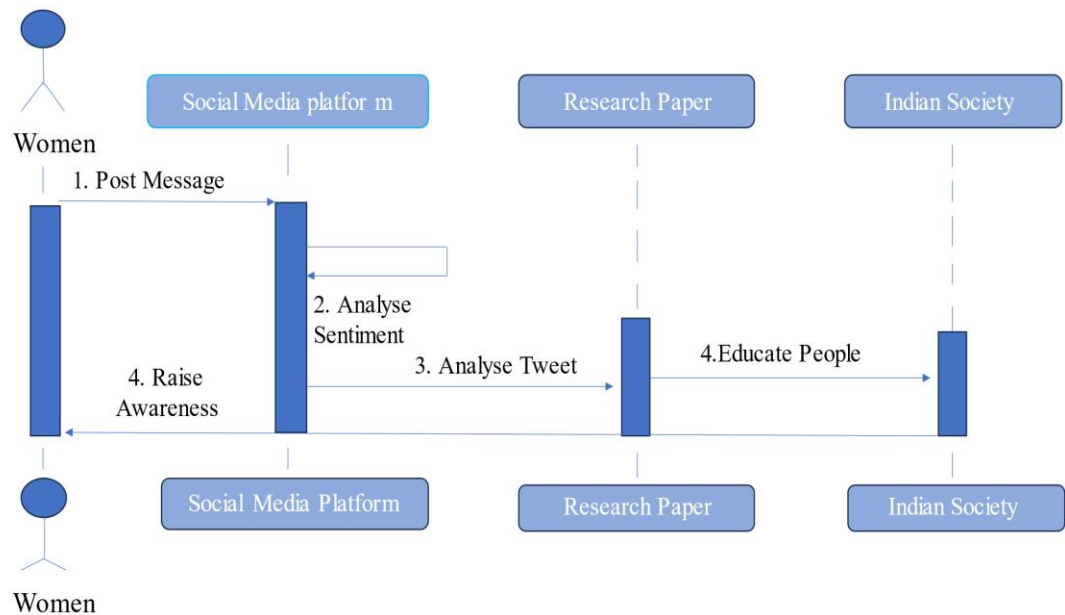 Women
Social Media platfor m
Research Paper
Indian Society
1. Post Message
2. Analyse
Sentiment
3. Analyse Tweet
4.Educate People
4. Raise
Awareness
Social Media Platform
Research Paper
Indian Society
Women